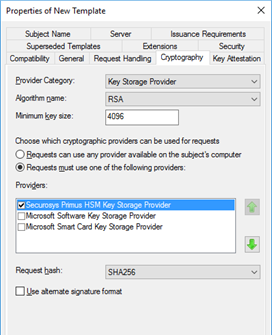 Properties of New Template
Subject Name Server Issuance Requirements
Superseded Templates Extensions Security
Compatibility General Request Handling Cryptography Key Attestation
Provider Category: Key Storage Provider
Algorithm name: RSA
Minimum key size: 4096
Choose which cryptographic providers can be used for requests
Requests can use any provider available on the subject's computer
Requests must use one of the following providers:
Providers:
Securosys Primus HSM Key Storage Provider
Microsoft Software Key Storage Provider
Microsoft Smart Card Key Storage Provider
Request hash: SHA256
Use alternate signature format